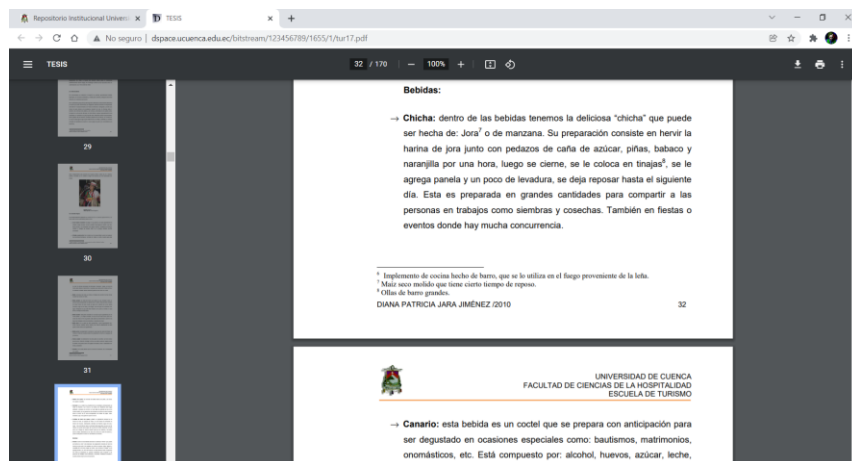 Repositorio Institucional Univers
TESIS
No seguro | dspace.ucuenca.edu.ec/bitstream/123456789/1655/1/tur17.pdf
TESIS
32 / 170
100%
29
30
31
Bebidas:
→ Chicha: dentro de las bebidas tenemos la deliciosa “chicha” que puede
ser hecha de: Jora7 o de manzana. Su preparación consiste en hervir la
harina de jora junto con pedazos de caña de azúcar, piñas, babaco y
naranjilla por una hora, luego se cierne, se le coloca en tinajas8, se le
agrega panela y un poco de levadura, se deja reposar hasta el siguiente
día. Esta es preparada en grandes cantidades para compartir a las
personas en trabajos como siembras y cosechas. También en fiestas o
eventos donde hay mucha concurrencia.
6 Implemento de cocina hecho de barro, que se lo utiliza en el fuego proveniente de la leña.
7 Maíz seco molido que tiene cierto tiempo de reposo.
8 Ollas de barro grandes.
DIANA PATRICIA JARA JIMÉNEZ /2010 32
UNIVERSIDAD DE CUENCA
FACULTAD DE CIENCIAS DE LA HOSPITALIDAD
ESCUELA DE TURISMO
→ Canario: esta bebida es un coctel que se prepara con anticipación para
ser degustado en ocasiones especiales como: bautismos, matrimonios,
onomásticos, etc. Está compuesto por: alcohol, huevos, azúcar, leche,